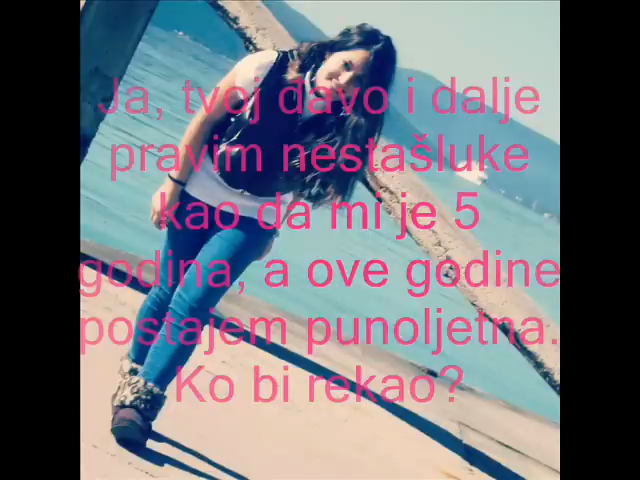 Ja, tvoj đavo i dalje
pravim nestašluke
kao da mi je 5
godina, a ove godine
postajem punoljetna.
Ko bi rekao?